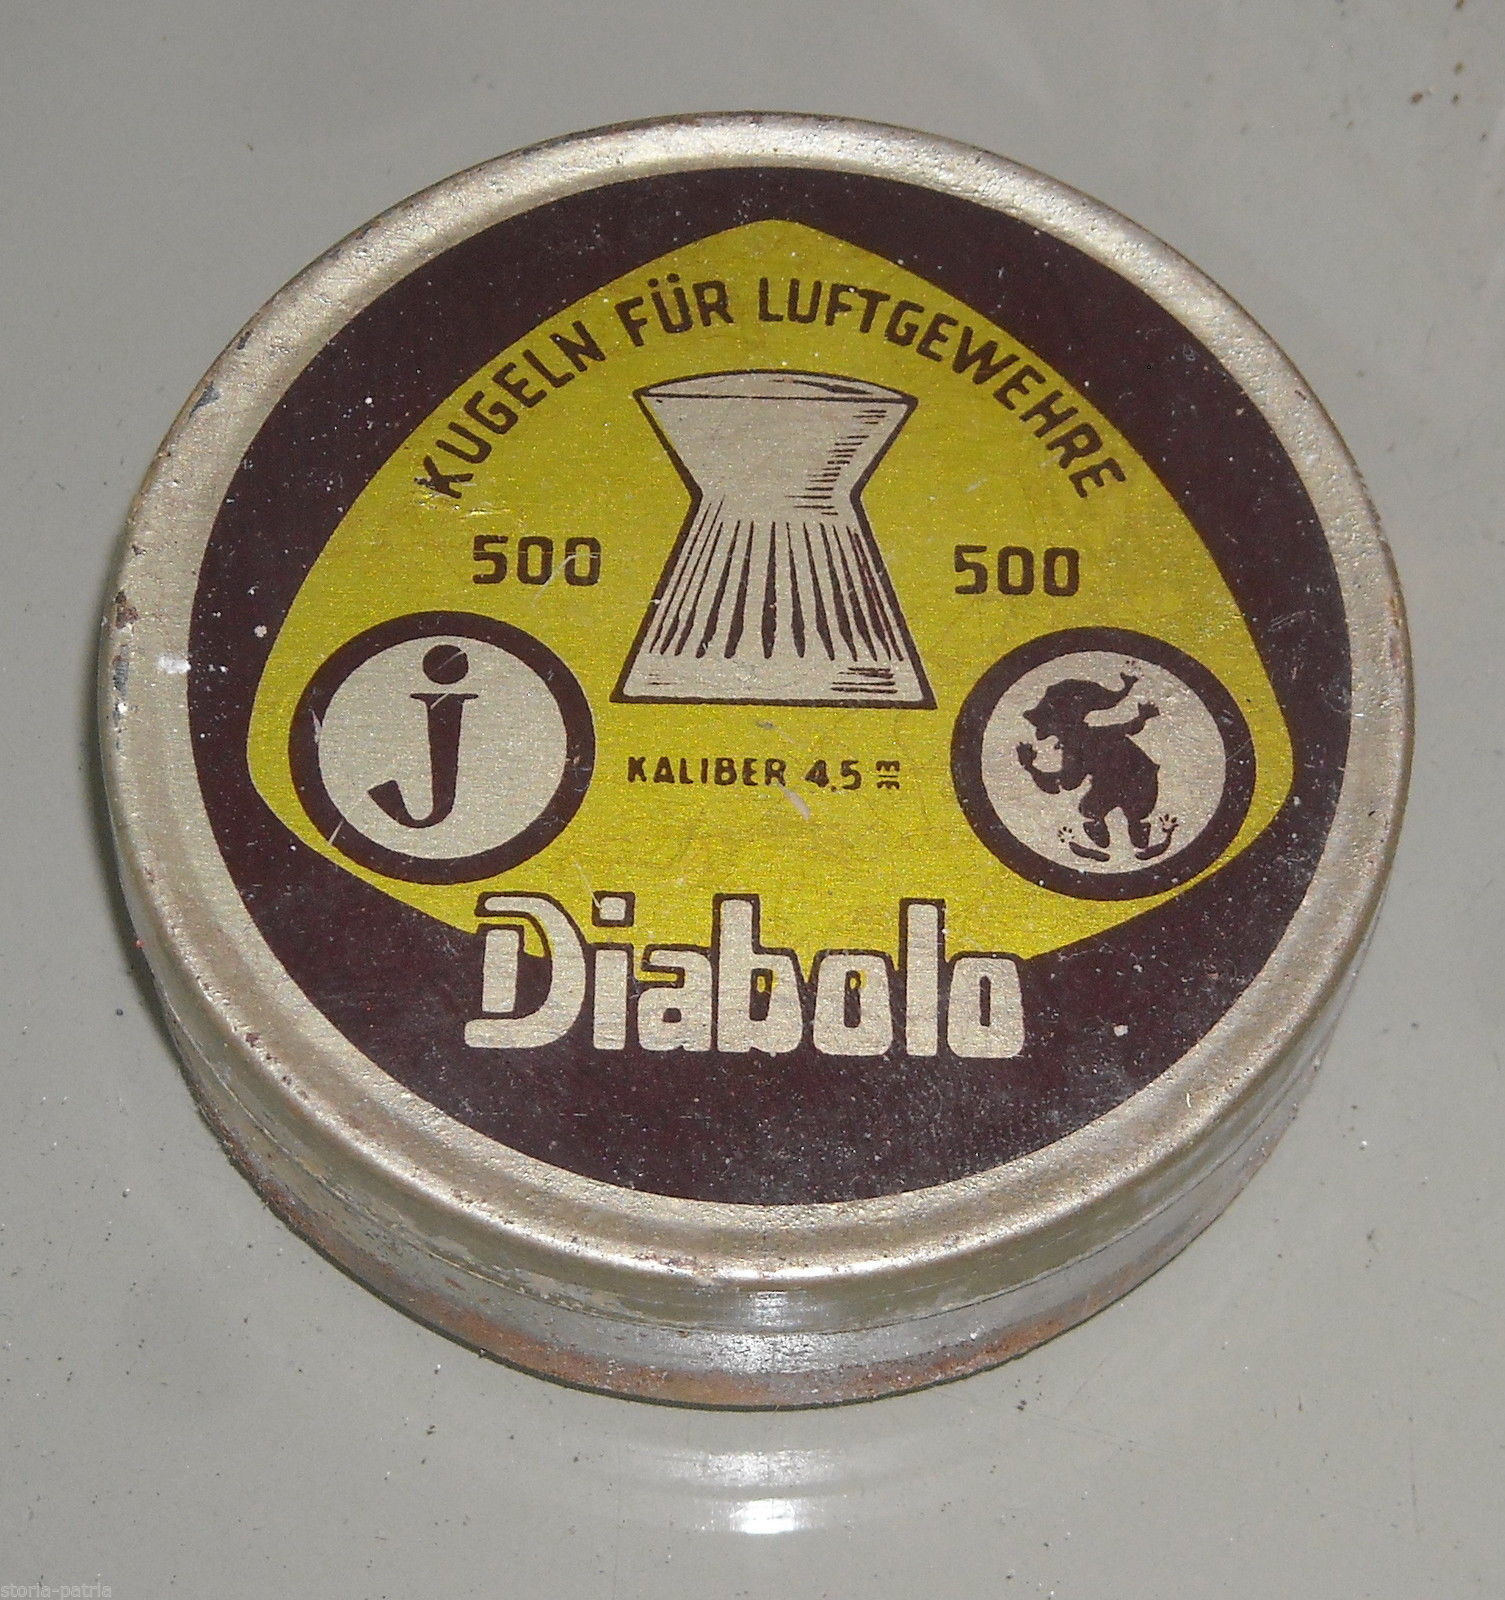 KUGELN FÜR LUFTGEWEHRE
500 500
j
KALIBER 4,5 mm
Diabolo
storia-patria